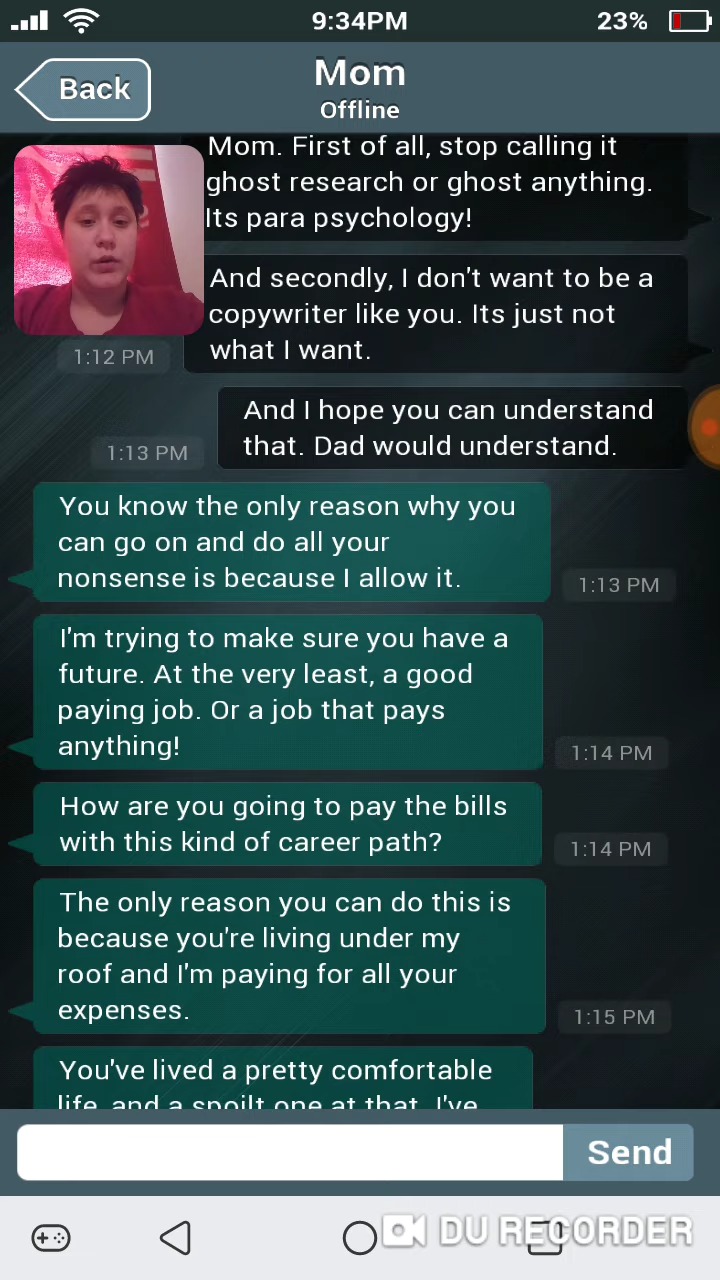 9:34PM
23%
Back
Mom
Offline
Mom. First of all, stop calling it
ghost research or ghost anything.
Its para psychology!
And secondly, I don't want to be a
copywriter like you. Its just not
what I want.
1:12 PM
And I hope you can understand
that. Dad would understand.
1:13 PM
You know the only reason why you
can go on and do all your
nonsense is because I allow it.
1:13 PM
I'm trying to make sure you have a
future. At the very least, a good
paying job. Or a job that pays
anything!
1:14 PM
How are you going to pay the bills
with this kind of career path?
1:14 PM
The only reason you can do this is
because you're living under my
roof and I'm paying for all your
expenses.
1:15 PM
You've lived a pretty comfortable
life, and a spoilt one at that. I've
Send
DU RECORDER